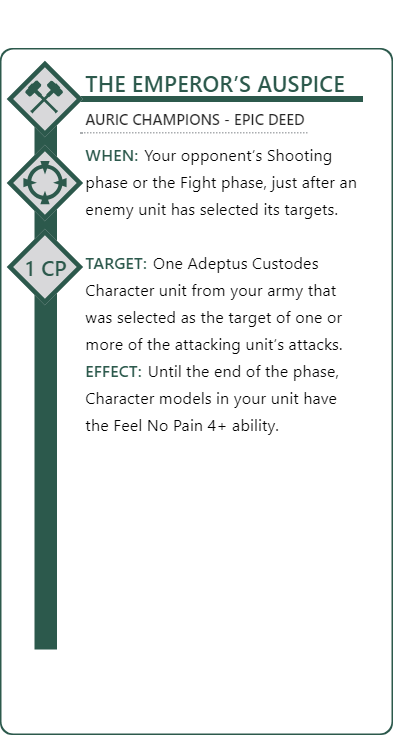 THE EMPEROR’S AUSPICE
AURIC CHAMPIONS - EPIC DEED
WHEN: Your opponent’s Shooting
phase or the Fight phase, just after an
enemy unit has selected its targets.
1 CP
TARGET: One Adeptus Custodes
Character unit from your army that
was selected as the target of one or
more of the attacking unit’s attacks.
EFFECT: Until the end of the phase,
Character models in your unit have
the Feel No Pain 4+ ability.